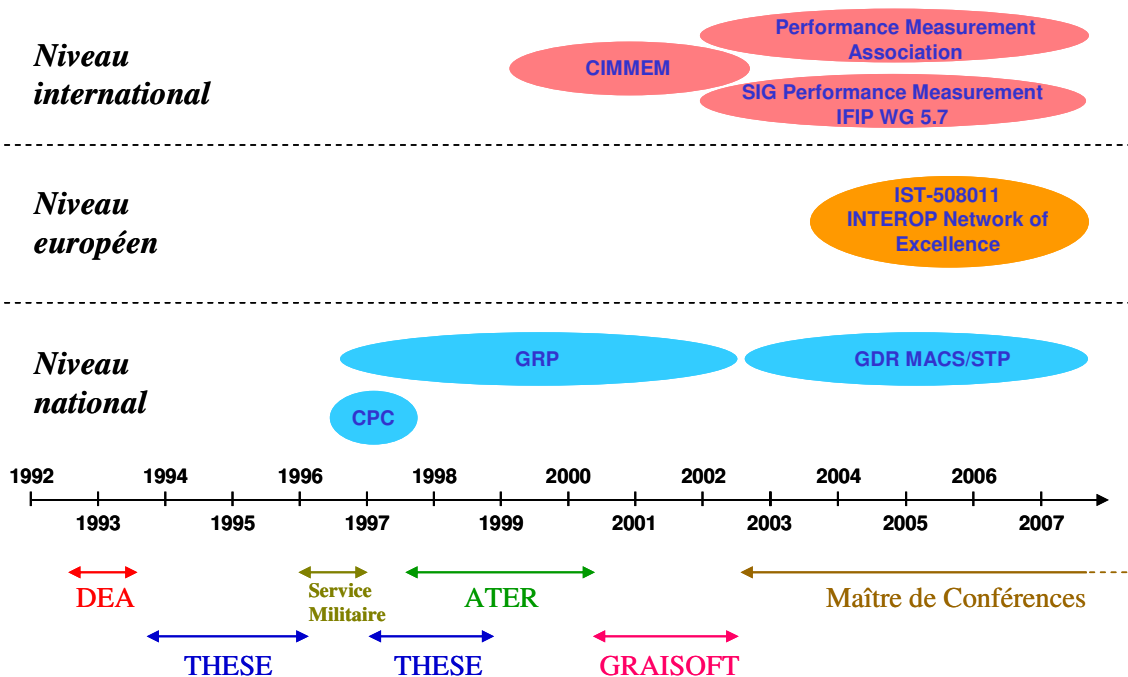 Niveau
international
Performance Measurement
Association
CIMMEM
SIG Performance Measurement
IFIP WG 5.7
Niveau
européen
IST-508011
INTEROP Network of
Excellence
Niveau
national
GRP
GDR MACS/STP
CPC
1992 1994 1996 1998 2000 2002 2004 2006
1993 1995 1997 1999 2001 2003 2005 2007
DEA
Service
Militaire
ATER
Maître de Conférences
THESE
THESE
GRAISOFT